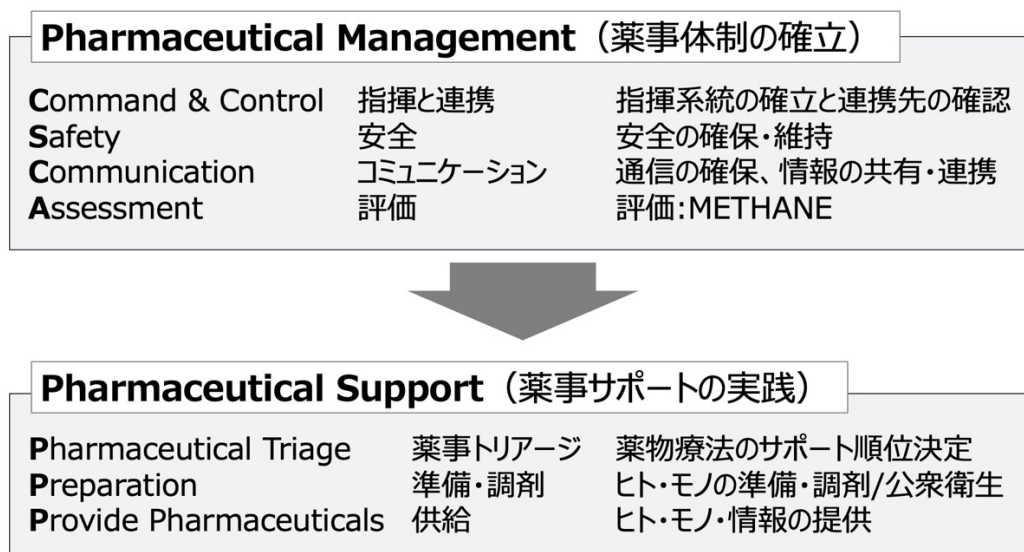 Pharmaceutical Management（薬事体制の確立）
Command & Control 指揮と連携 指揮系統の確立と連携先の確認
Safety 安全 安全の確保・維持
Communication コミュニケーション 通信の確保、情報の共有・連携
Assessment 評価 評価:METHANE
Pharmaceutical Support（薬事サポートの実践）
Pharmaceutical Triage 薬事トリアージ 薬物療法のサポート順位決定
Preparation 準備・調剤 ヒト・モノの準備・調剤/公衆衛生
Provide Pharmaceuticals 供給 ヒト・モノ・情報の提供